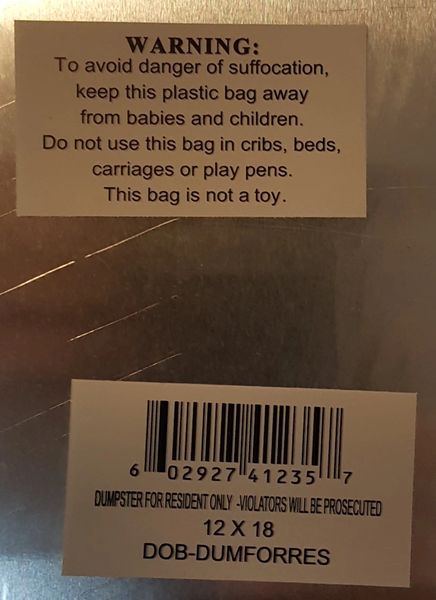 WARNING:
To avoid danger of suffocation,
keep this plastic bag away
from babies and children.
Do not use this bag in cribs, beds,
carriages or play pens.
This bag is not a toy.
6 02927 41235 7
DUMPSTER FOR RESIDENT ONLY -VIOLATORS WILL BE PROSECUTED
12 X 18
DOB-DUMFORRES